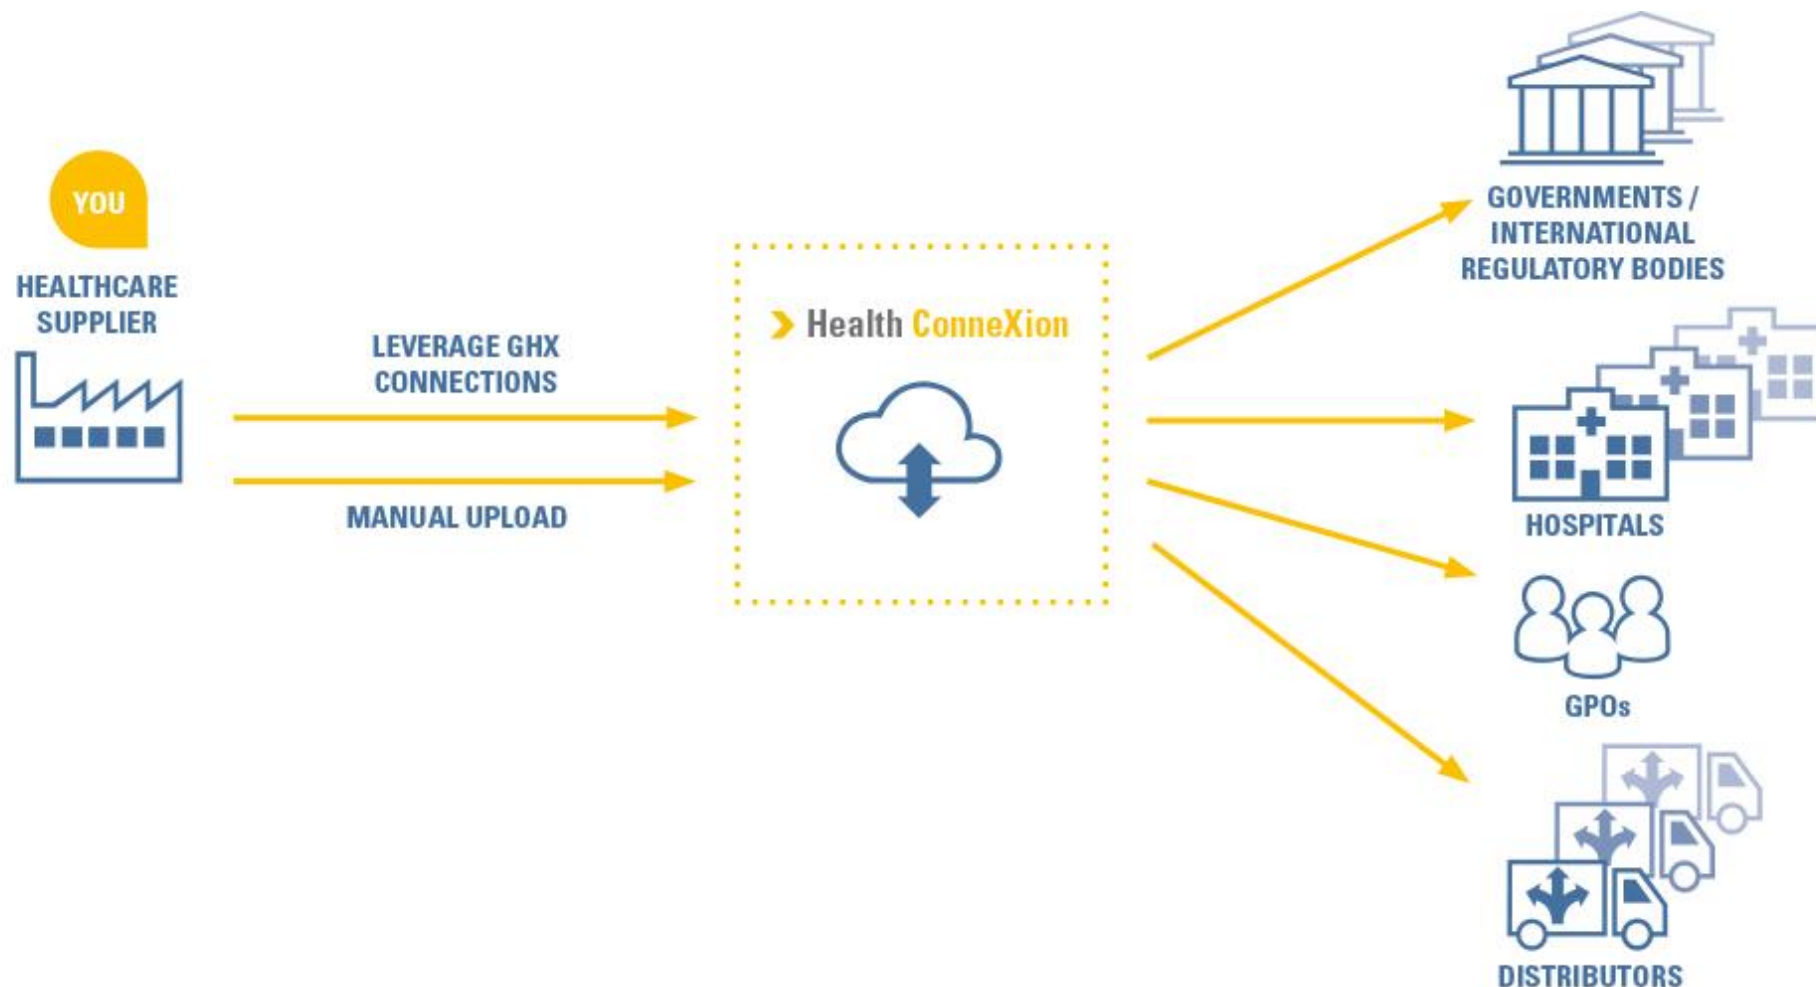 YOU
HEALTHCARE
SUPPLIER
LEVERAGE GHX
CONNECTIONS
MANUAL UPLOAD
Health ConneXion
GOVERNMENTS /
INTERNATIONAL
REGULATORY BODIES
HOSPITALS
GPOs
DISTRIBUTORS